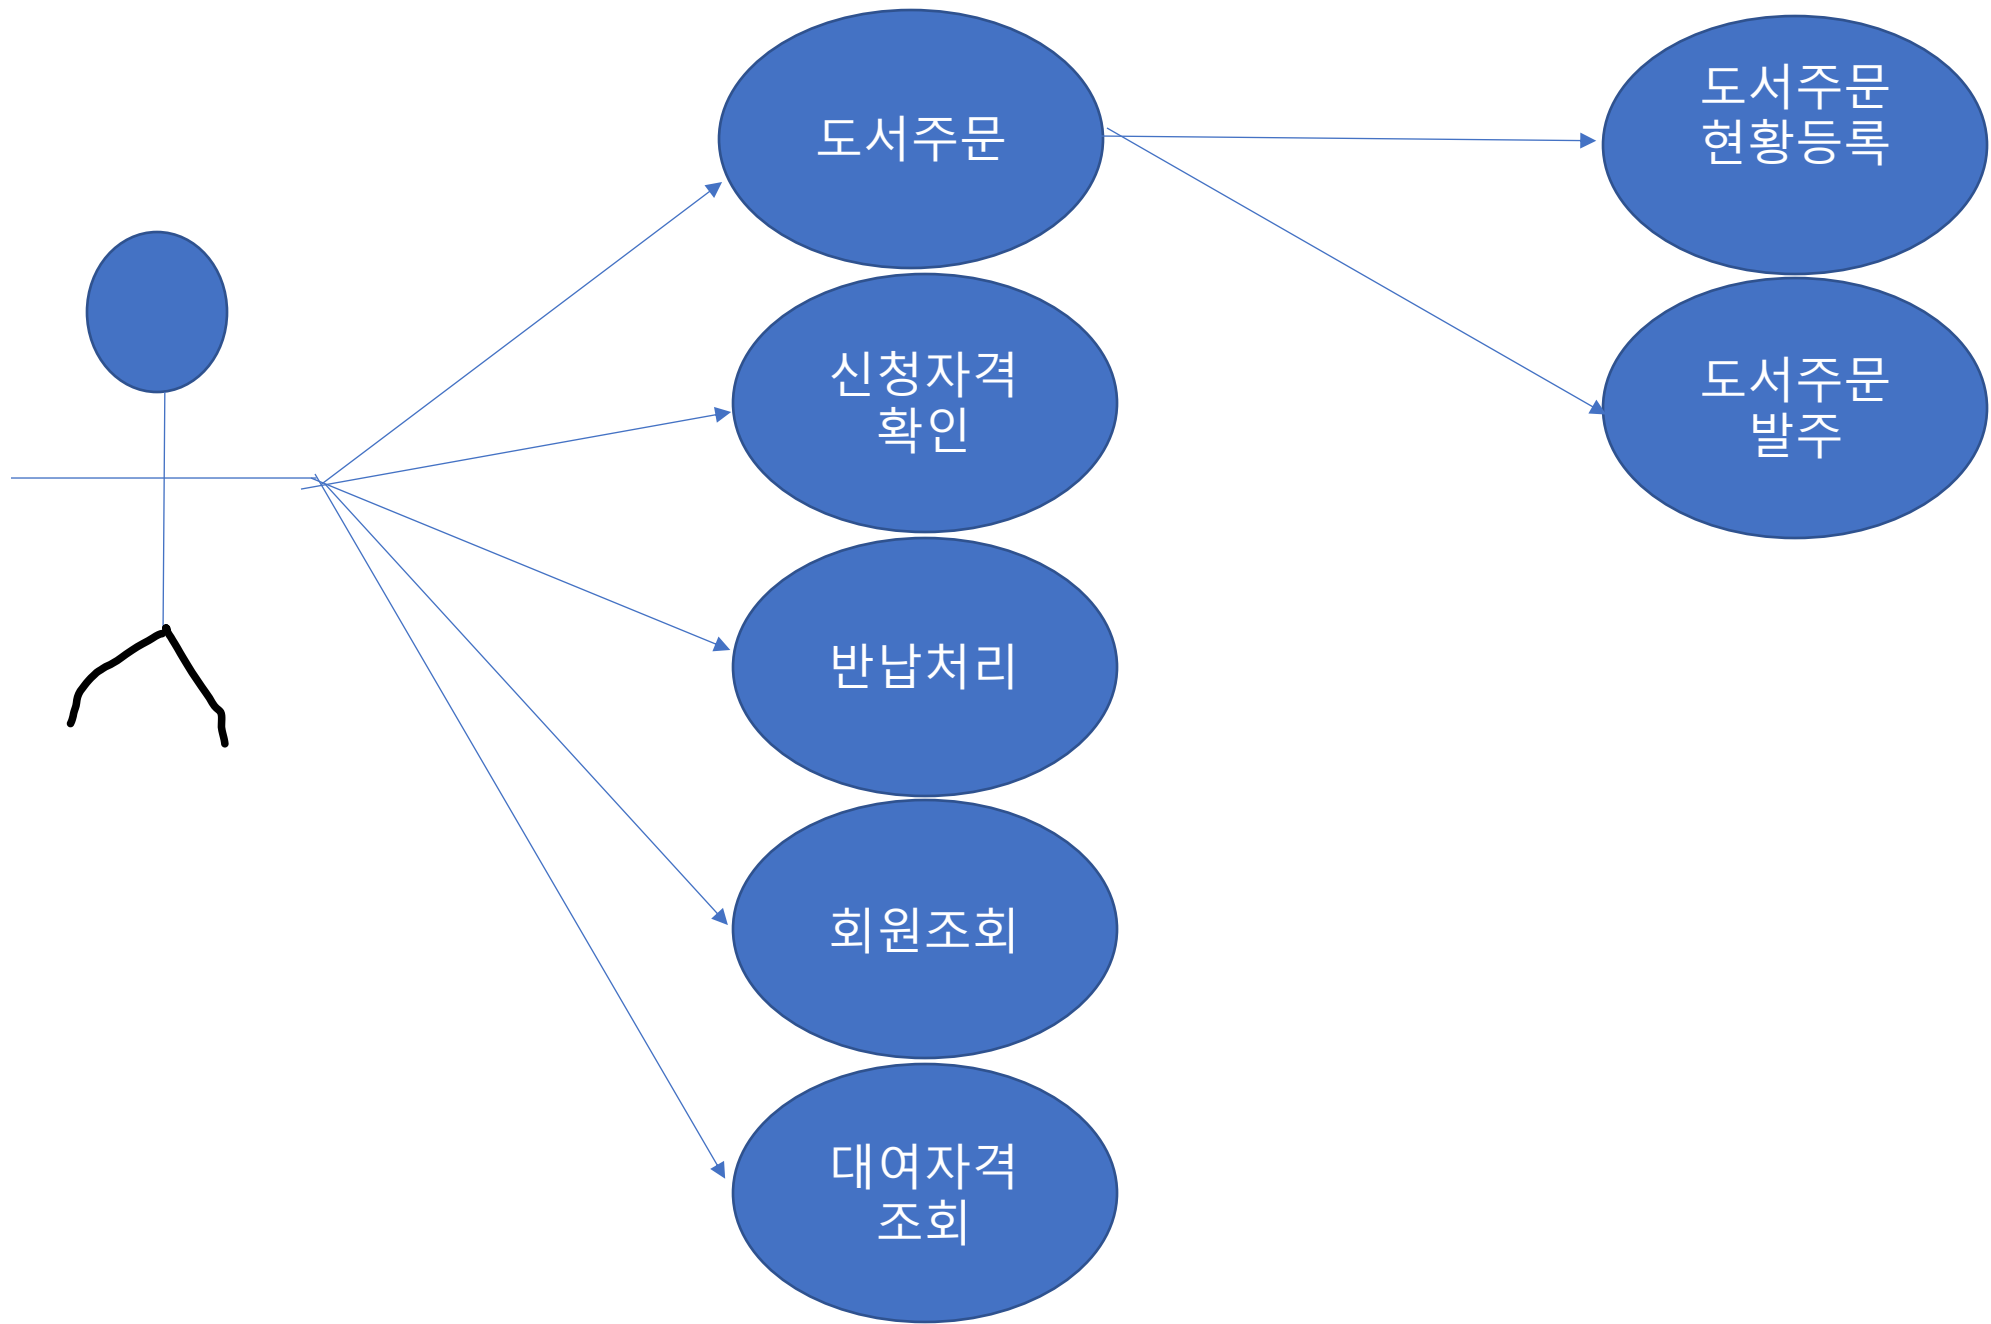 도서주문
도서주문
현황등록
신청자격
확인
도서주문
발주
반납처리
회원조회
대여자격
조회